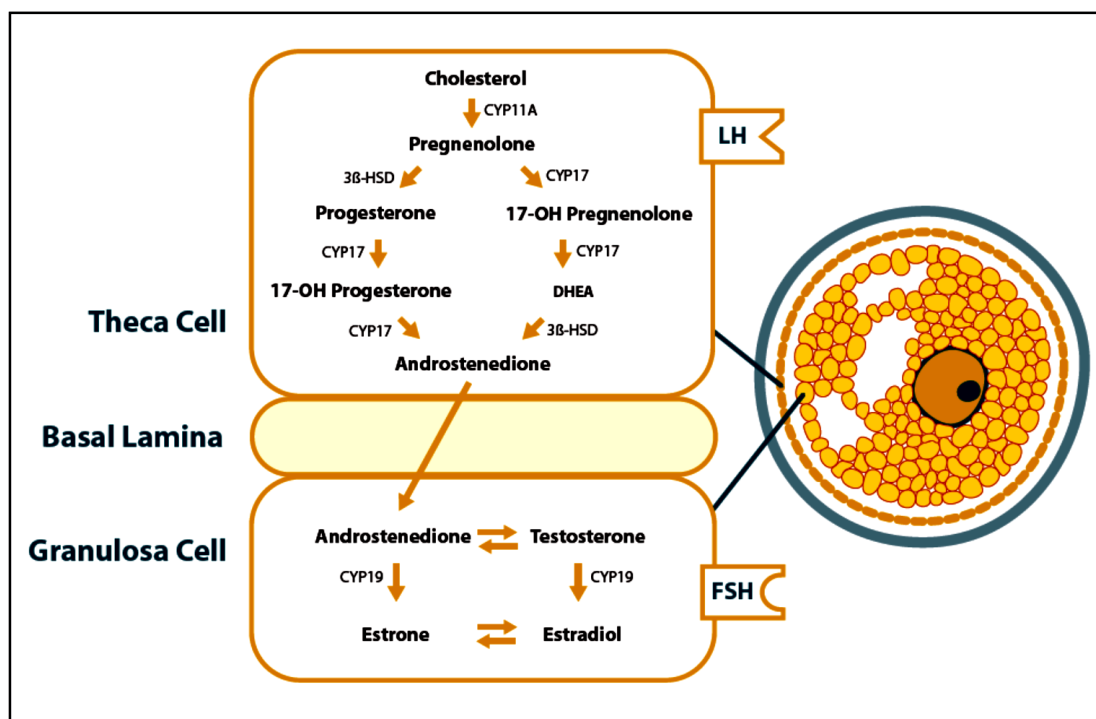 Cholesterol
CYP11A
LH
Pregnenolone
3ß-HSD
CYP17
Progesterone
17-OH Pregnenolone
CYP17
CYP17
17-OH Progesterone
DHEA
Theca Cell
CYP17
3ß-HSD
Androstenedione
Basal Lamina
Androstenedione
Testosterone
Granulosa Cell
CYP19
CYP19
FSH
Estrone
Estradiol